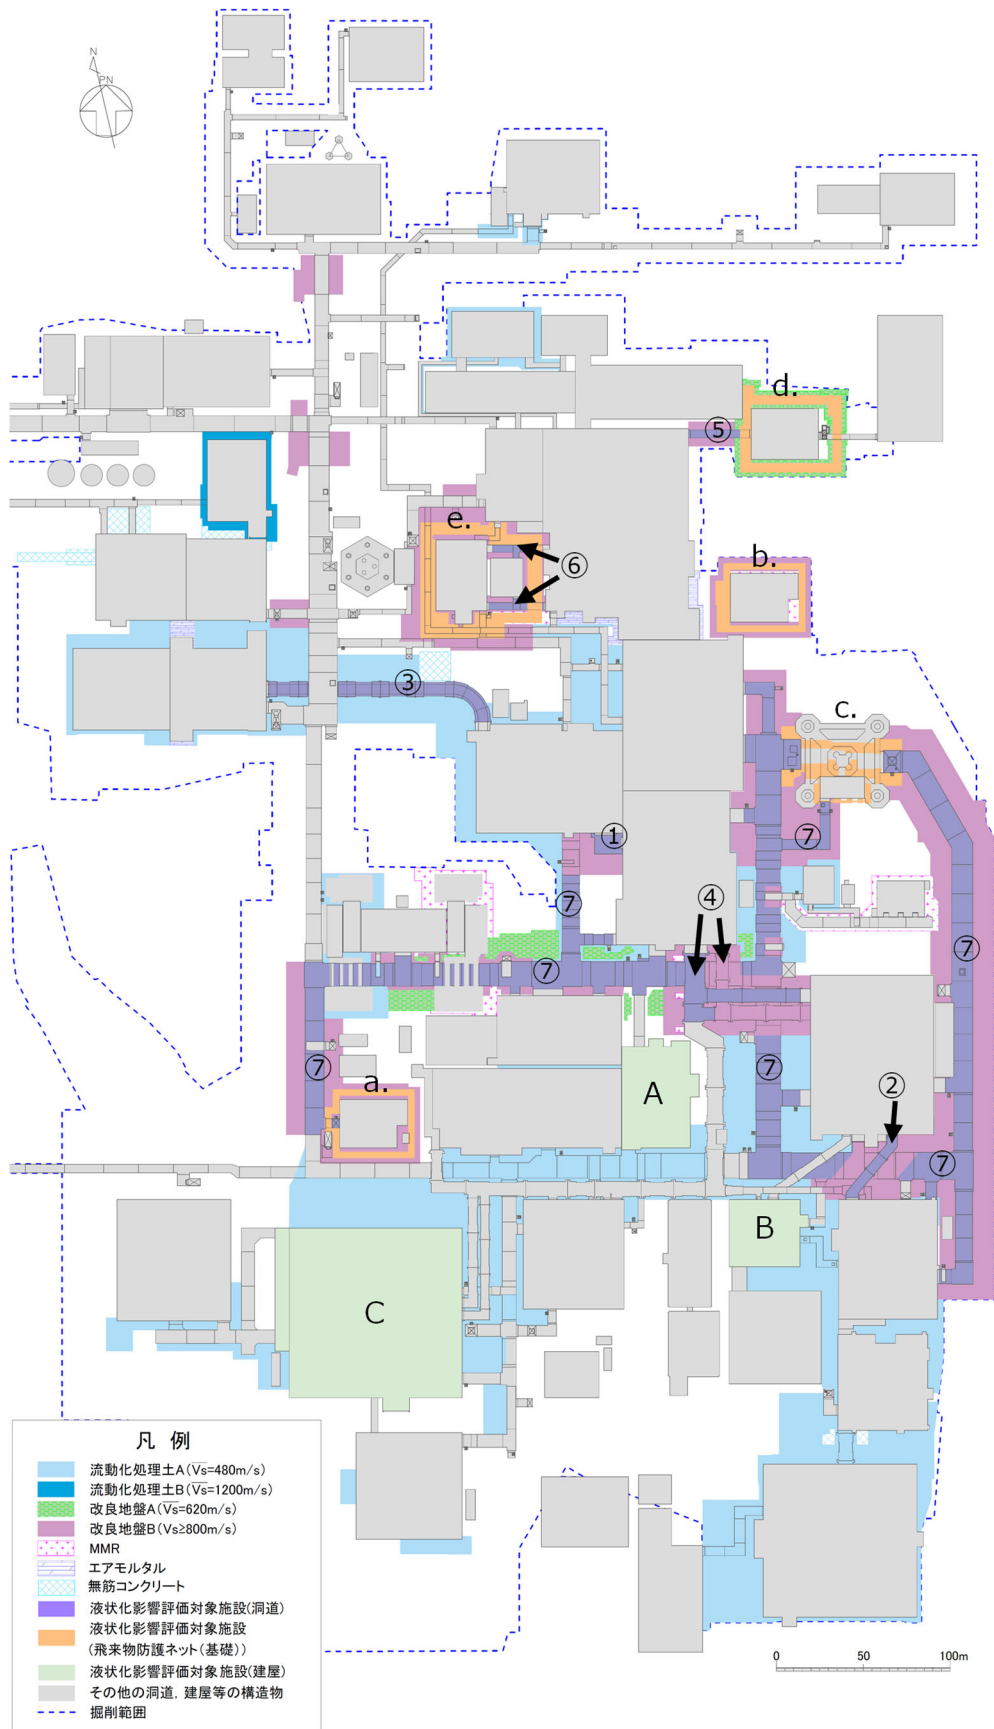 N
PN
d.
⑤
e.
⑥
b.
③
c.
①
⑦
⑦
④
⑦
⑦
⑦
a.
A
⑦
②
⑦
B
C
凡 例
流動化処理土A(V̅s̅=480m/s)
流動化処理土B(V̅s̅=1200m/s)
改良地盤A(V̅s̅=620m/s)
改良地盤B(Vs≥800m/s)
MMR
エアモルタル
無筋コンクリート
液状化影響評価対象施設(洞道)
液状化影響評価対象施設
(飛来物防護ネット(基礎))
液状化影響評価対象施設(建屋)
その他の洞道, 建屋等の構造物
掘削範囲
0 50 100m